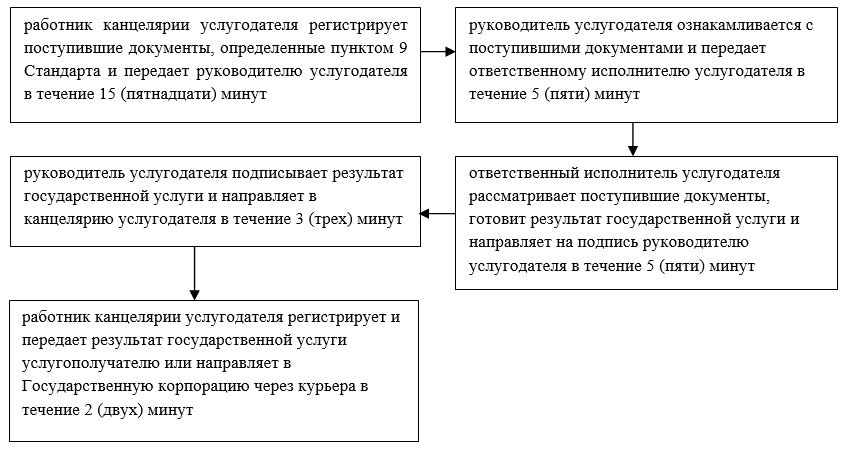 работник канцелярии услугодателя регистрирует
поступившие документы, определенные пунктом 9
Стандарта и передает руководителю услугодателя
в течение 15 (пятнадцати) минут
руководитель услугодателя ознакамливается с
поступившими документами и передает
ответственному исполнителю услугодателя в
течение 5 (пяти) минут
ответственный исполнитель услугодателя
рассматривает поступившие документы,
готовит результат государственной услуги и
направляет на подпись руководителю
услугодателя в течение 5 (пяти) минут
руководитель услугодателя подписывает результат
государственной услуги и направляет в
канцелярию услугодателя в течение 3 (трех) минут
работник канцелярии услугодателя регистрирует и
передает результат государственной услуги
услугополучателю или направляет в
Государственную корпорацию через курьера в
течение 2 (двух) минут